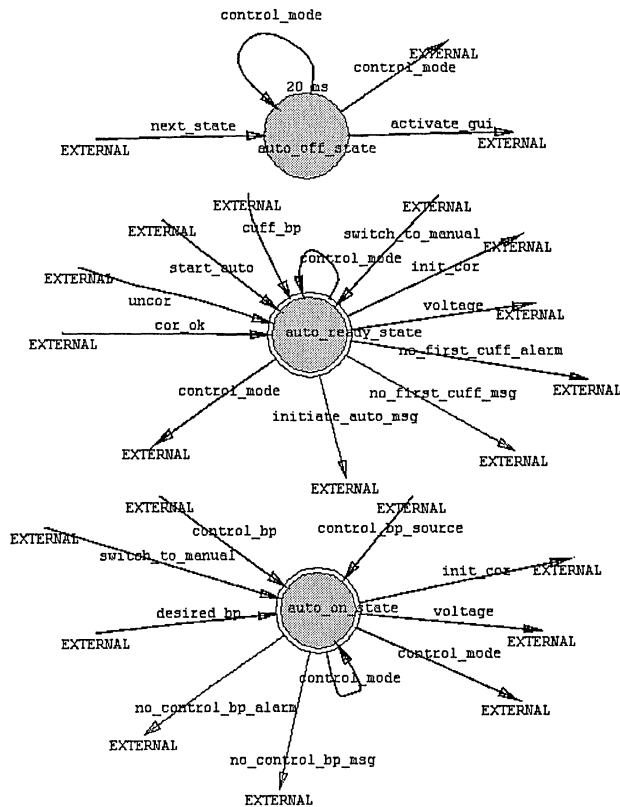 control_mode
EXTERNAL
control_mode
20 ms
next_state
activate_gui
EXTERNAL
auto_off_state
EXTERNAL
EXTERNAL
EXTERNAL
EXTERNAL
cuff_bp
switch_to_manual
EXTERNAL
control_mode
start_auto
init_cor
EXTERNAL
uncor
voltage
EXTERNAL
cor_ok
auto_ready_state
EXTERNAL
no_first_cuff_alarm
control_mode
no_first_cuff_msg
EXTERNAL
initiate_auto_msg
EXTERNAL
EXTERNAL
EXTERNAL
EXTERNAL
EXTERNAL
control_bp
control_bp_source
EXTERNAL
switch_to_manual
init_cor
EXTERNAL
desired_bp
auto_on_state
voltage
EXTERNAL
EXTERNAL
control_mode
control_mode
no_control_bp_alarm
EXTERNAL
EXTERNAL
no_control_bp_msg
EXTERNAL